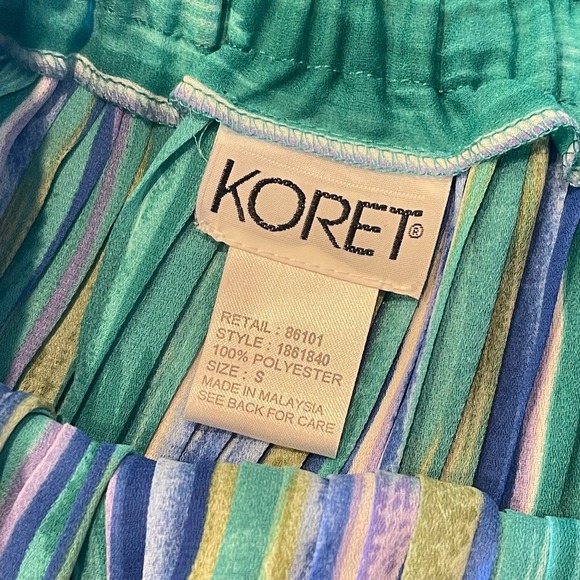 KORET®
RETAIL : 86101
STYLE : 1861840
100% POLYESTER
SIZE : S
MADE IN MALAYSIA
SEE BACK FOR CARE